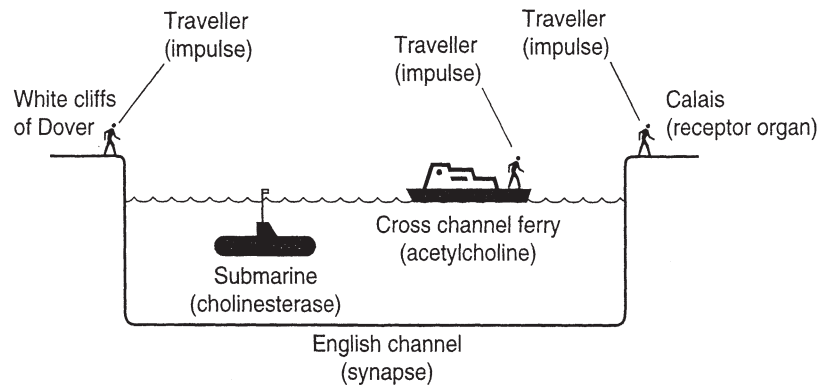 Traveller
(impulse)
Traveller
(impulse)
Traveller
(impulse)
White cliffs
of Dover
Calais
(receptor organ)
Cross channel ferry
(acetylcholine)
Submarine
(cholinesterase)
English channel
(synapse)